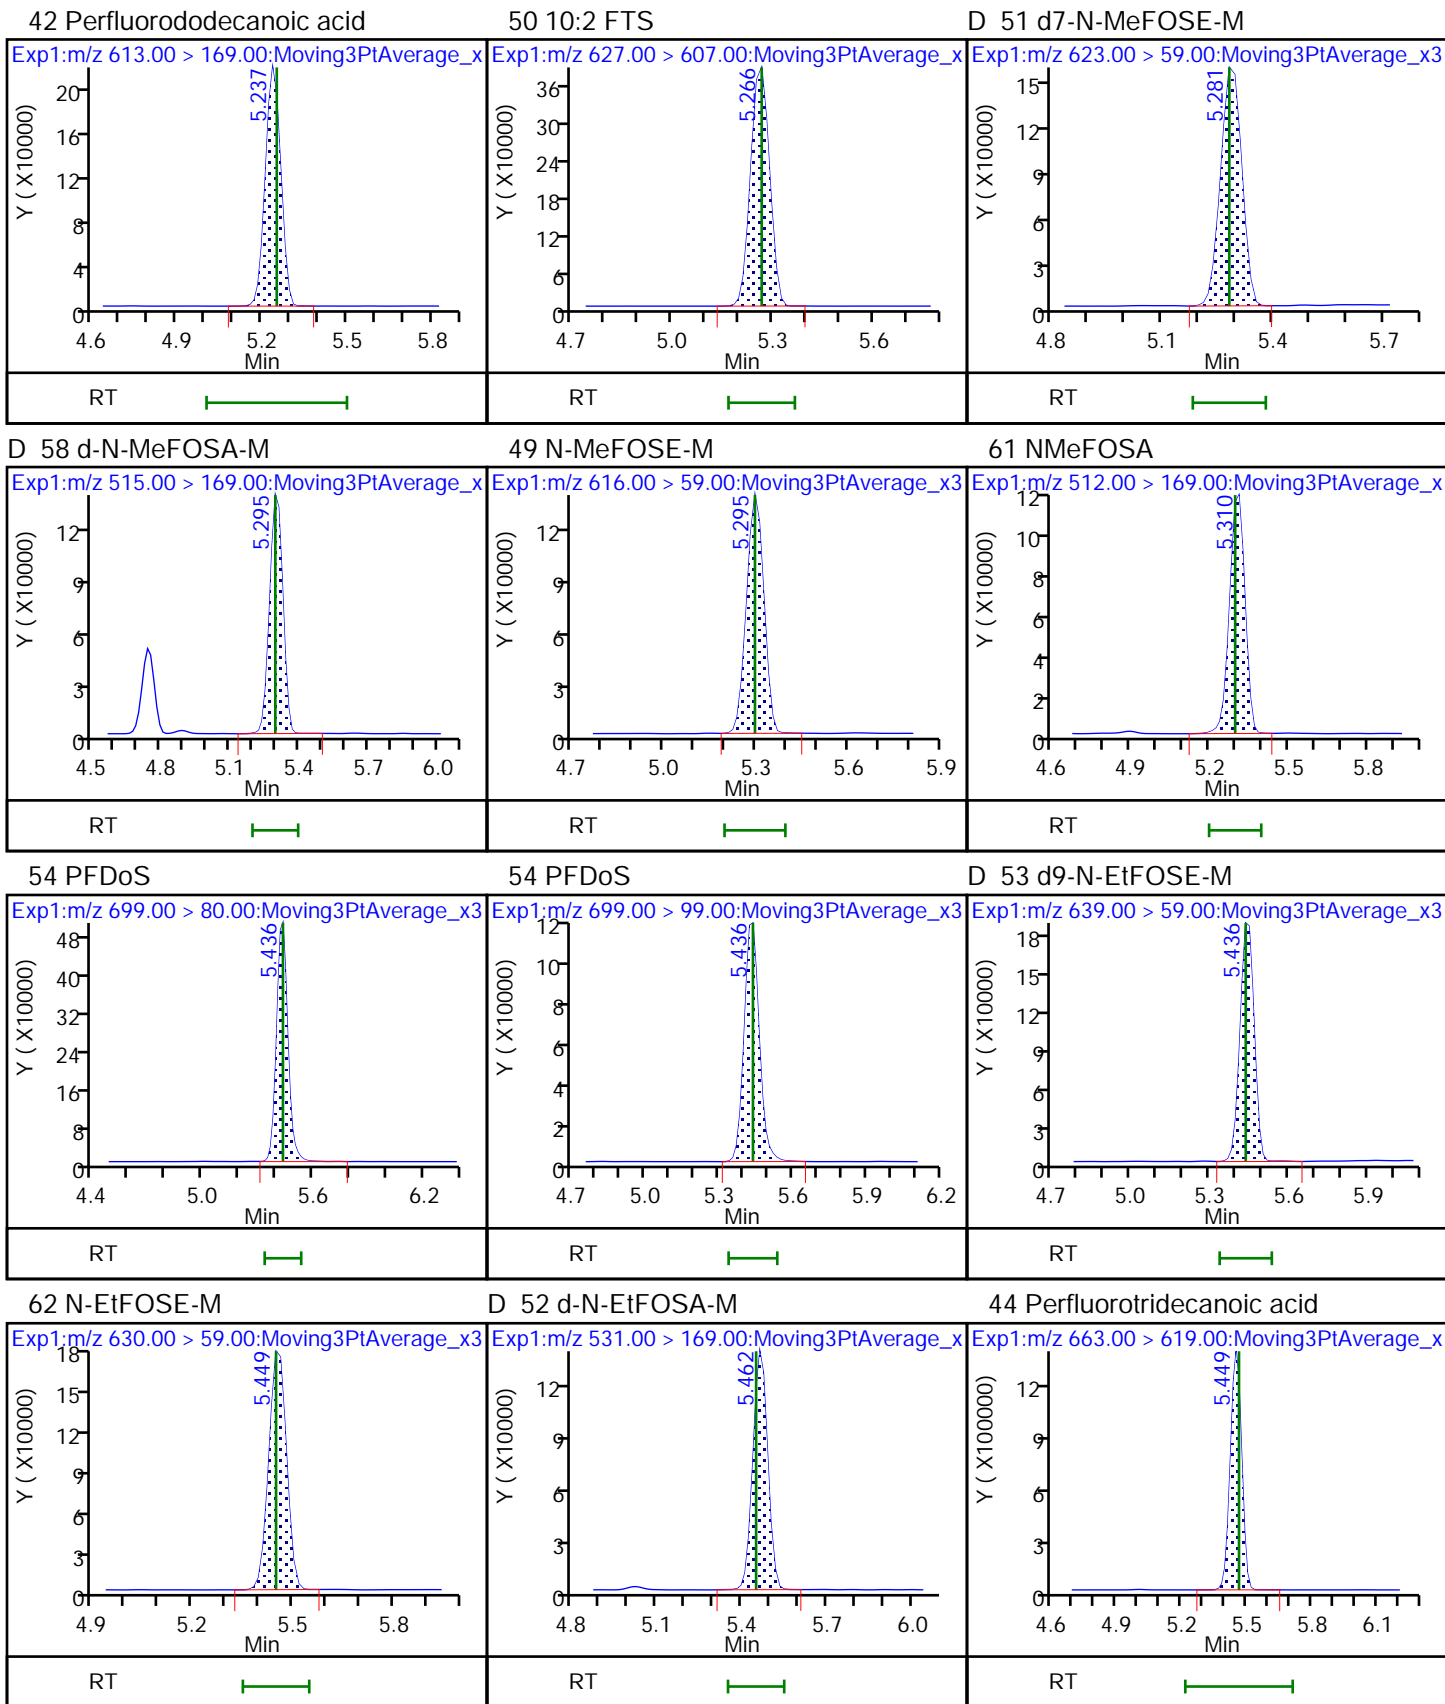 42 Perfluorododecanoic acid
Exp1:m/z 613.00 > 169.00:Moving3PtAverage_x
Y ( X10000)
20
16
12
8
4
0
5.237
4.6 4.9 5.2 5.5 5.8
Min
RT
50 10:2 FTS
Exp1:m/z 627.00 > 607.00:Moving3PtAverage_x
Y ( X10000)
36
30
24
18
12
6
0
5.266
4.7 5.0 5.3 5.6
Min
RT
D 51 d7-N-MeFOSE-M
Exp1:m/z 623.00 > 59.00:Moving3PtAverage_x3
Y ( X10000)
15
12
9
6
3
0
5.281
4.8 5.1 5.4 5.7
Min
RT
D 58 d-N-MeFOSA-M
Exp1:m/z 515.00 > 169.00:Moving3PtAverage_x
Y ( X10000)
12
9
6
3
0
5.295
4.5 4.8 5.1 5.4 5.7 6.0
Min
RT
49 N-MeFOSE-M
Exp1:m/z 616.00 > 59.00:Moving3PtAverage_x3
Y ( X10000)
12
9
6
3
0
5.295
4.7 5.0 5.3 5.6 5.9
Min
RT
61 NMeFOSA
Exp1:m/z 512.00 > 169.00:Moving3PtAverage_x
Y ( X10000)
12
10
8
6
4
2
0
5.310
4.6 4.9 5.2 5.5 5.8
Min
RT
54 PFDoS
Exp1:m/z 699.00 > 80.00:Moving3PtAverage_x3
Y ( X10000)
48
40
32
24
16
8
0
5.436
4.4 5.0 5.6 6.2
Min
RT
54 PFDoS
Exp1:m/z 699.00 > 99.00:Moving3PtAverage_x3
Y ( X10000)
12
10
8
6
4
2
0
5.436
4.7 5.0 5.3 5.6 5.9 6.2
Min
RT
D 53 d9-N-EtFOSE-M
Exp1:m/z 639.00 > 59.00:Moving3PtAverage_x3
Y ( X10000)
18
15
12
9
6
3
0
5.436
4.7 5.0 5.3 5.6 5.9
Min
RT
62 N-EtFOSE-M
Exp1:m/z 630.00 > 59.00:Moving3PtAverage_x3
Y ( X10000)
18
15
12
9
6
3
0
5.449
4.9 5.2 5.5 5.8
Min
RT
D 52 d-N-EtFOSA-M
Exp1:m/z 531.00 > 169.00:Moving3PtAverage_x
Y ( X10000)
12
9
6
3
0
5.462
4.8 5.1 5.4 5.7 6.0
Min
RT
44 Perfluorotridecanoic acid
Exp1:m/z 663.00 > 619.00:Moving3PtAverage_x
Y ( X100000)
12
9
6
3
0
5.449
4.6 4.9 5.2 5.5 5.8 6.1
Min
RT